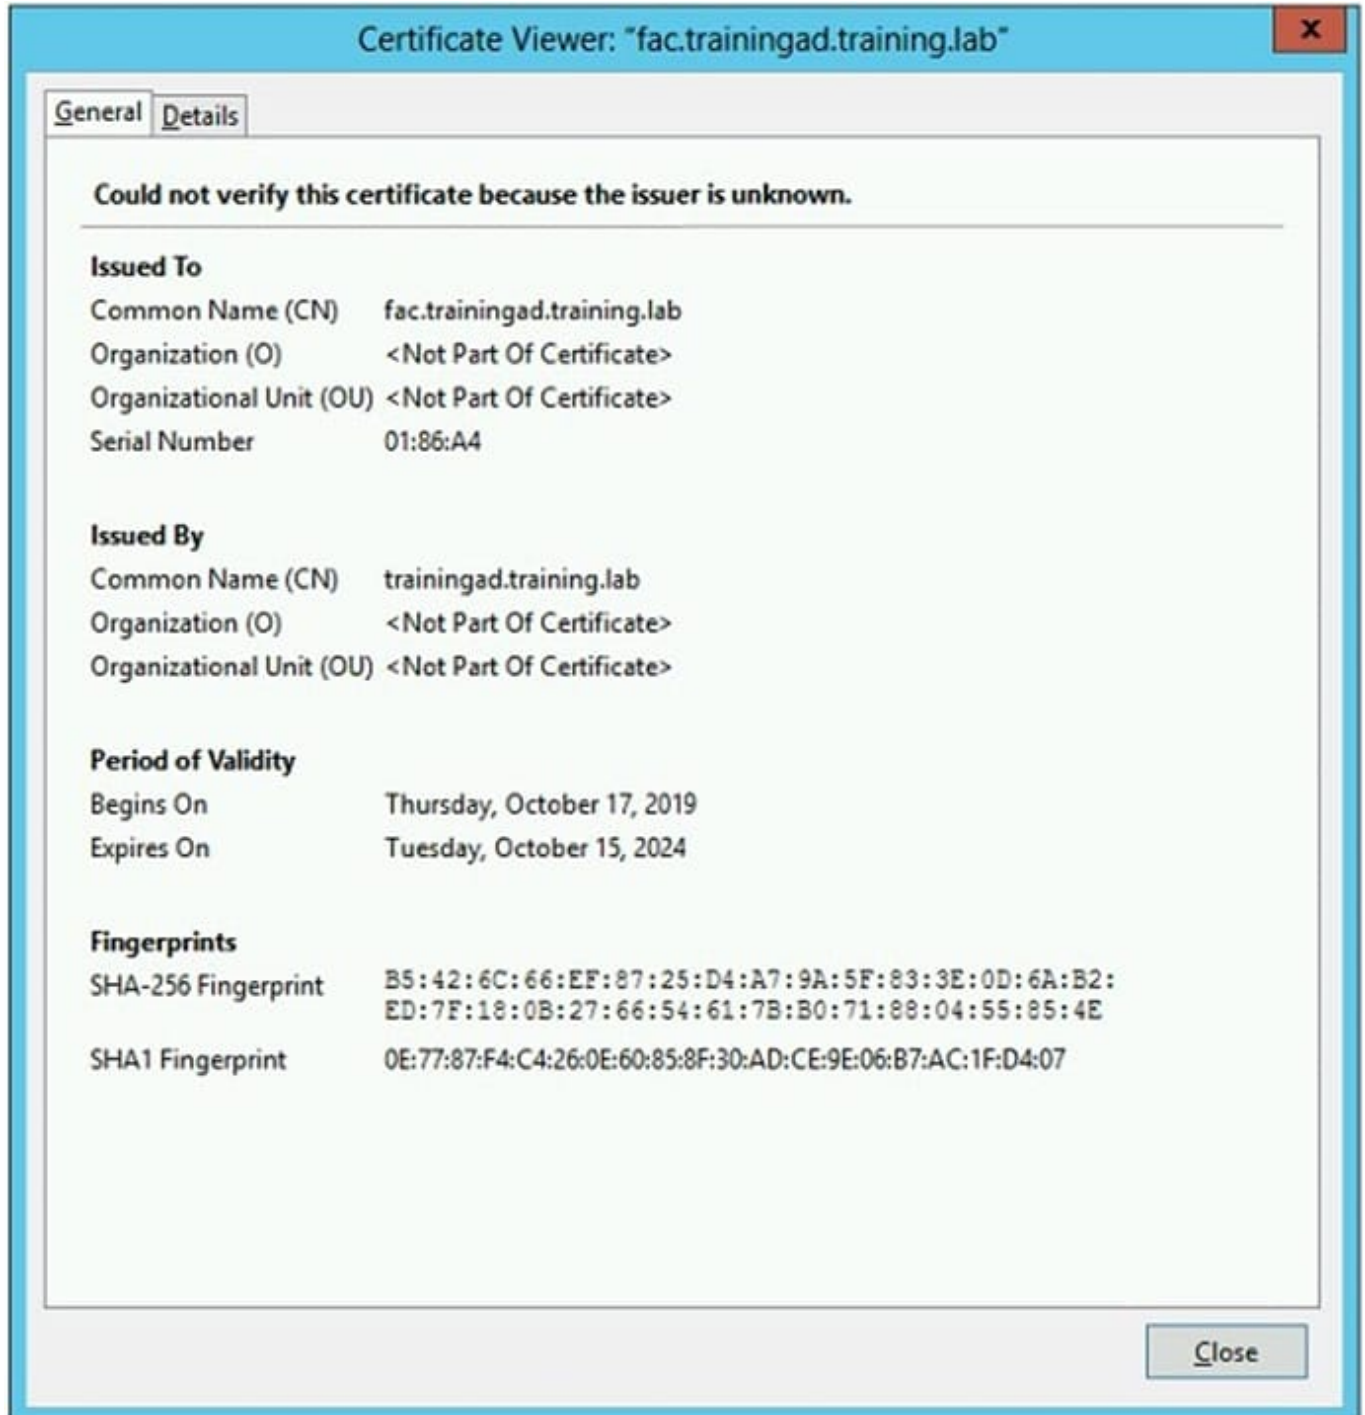 Certificate Viewer: "fac.trainingad.training.lab"
x
General Details
Could not verify this certificate because the issuer is unknown.
Issued To
Common Name (CN) fac.trainingad.training.lab
Organization (O) <Not Part Of Certificate>
Organizational Unit (OU) <Not Part Of Certificate>
Serial Number 01:86:A4
Issued By
Common Name (CN) trainingad.training.lab
Organization (O) <Not Part Of Certificate>
Organizational Unit (OU) <Not Part Of Certificate>
Period of Validity
Begins On Thursday, October 17, 2019
Expires On Tuesday, October 15, 2024
Fingerprints
SHA-256 Fingerprint B5:42:6C:66:EF:87:25:D4:A7:9A:5F:83:3E:0D:6A:B2:
ED:7F:18:0B:27:66:54:61:7B:B0:71:88:04:55:85:4E
SHA1 Fingerprint 0E:77:87:F4:C4:26:0E:60:85:8F:30:AD:CE:9E:06:B7:AC:1F:D4:07
Close